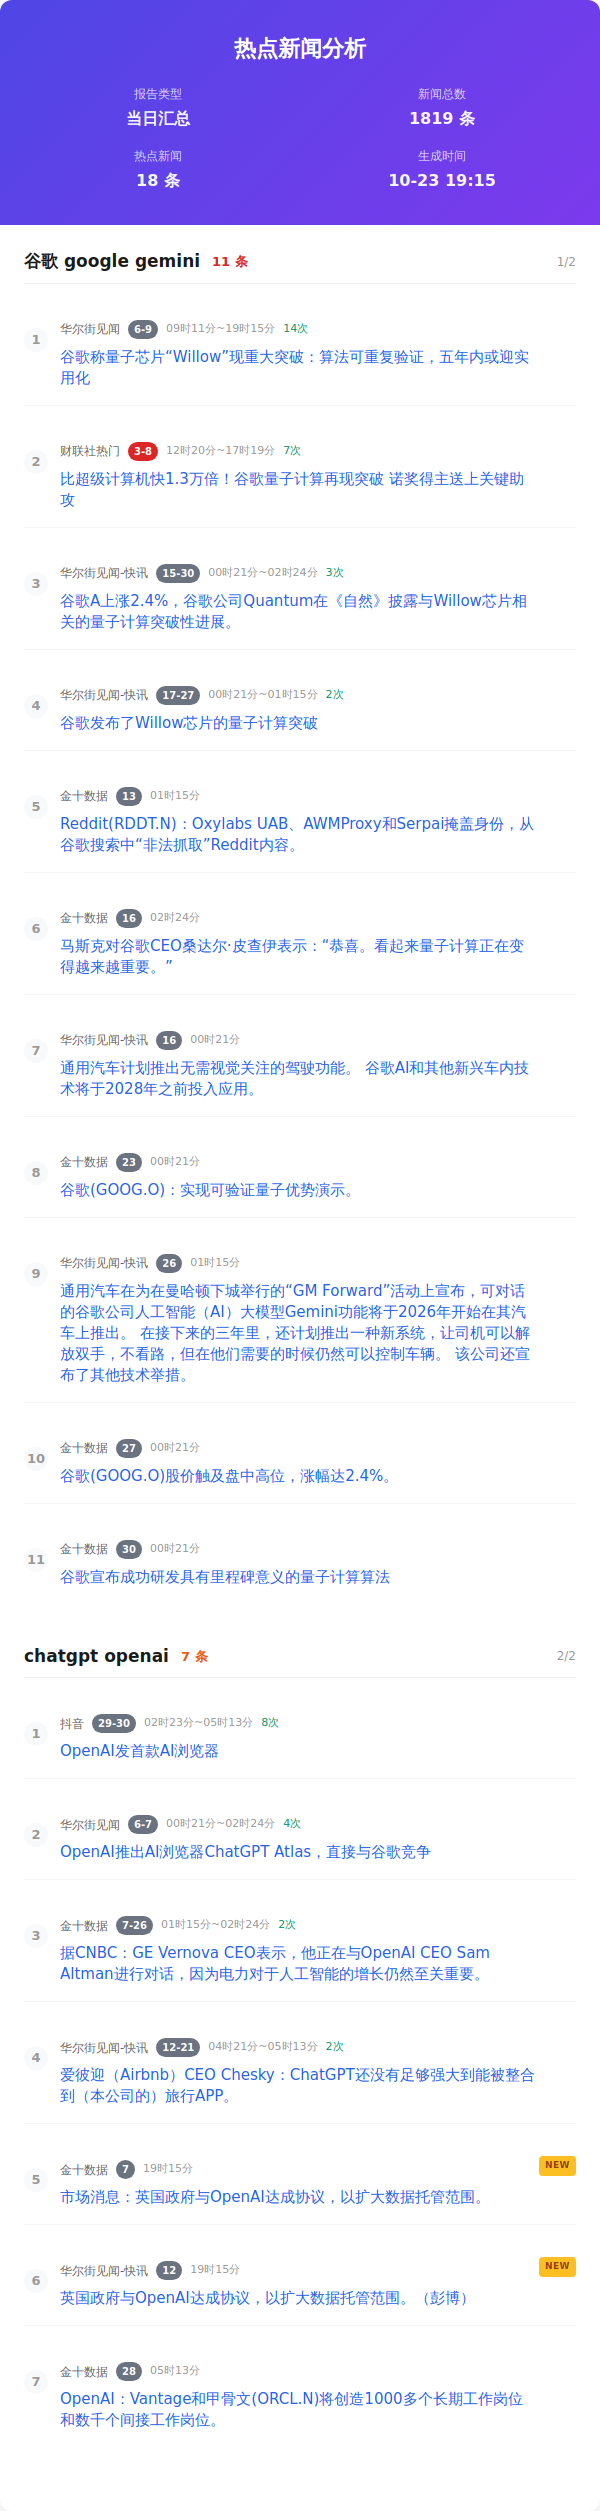 热点新闻分析
报告类型
当日汇总
新闻总数
1819 条
热点新闻
18 条
生成时间
10-23 19:15
谷歌 google gemini 11 条 1/2
1
华尔街见闻 6-9 09时11分~19时15分 14次
谷歌称量子芯片“Willow”现重大突破：算法可重复验证，五年内或迎实
用化
2
财联社热门 3-8 12时20分~17时19分 7次
比超级计算机快1.3万倍！谷歌量子计算再现突破 诺奖得主送上关键助
攻
3
华尔街见闻-快讯 15-30 00时21分~02时24分 3次
谷歌A上涨2.4%，谷歌公司Quantum在《自然》披露与Willow芯片相
关的量子计算突破性进展。
4
华尔街见闻-快讯 17-27 00时21分~01时15分 2次
谷歌发布了Willow芯片的量子计算突破
5
金十数据 13 01时15分
Reddit(RDDT.N)：Oxylabs UAB、AWMProxy和Serpai掩盖身份，从
谷歌搜索中“非法抓取”Reddit内容。
6
金十数据 16 02时24分
马斯克对谷歌CEO桑达尔·皮查伊表示：“恭喜。看起来量子计算正在变
得越来越重要。”
7
华尔街见闻-快讯 16 00时21分
通用汽车计划推出无需视觉关注的驾驶功能。 谷歌AI和其他新兴车内技
术将于2028年之前投入应用。
8
金十数据 23 00时21分
谷歌(GOOG.O)：实现可验证量子优势演示。
9
华尔街见闻-快讯 26 01时15分
通用汽车在为在曼哈顿下城举行的“GM Forward”活动上宣布，可对话
的谷歌公司人工智能（AI）大模型Gemini功能将于2026年开始在其汽
车上推出。 在接下来的三年里，还计划推出一种新系统，让司机可以解
放双手，不看路，但在他们需要的时候仍然可以控制车辆。 该公司还宣
布了其他技术举措。
10
金十数据 27 00时21分
谷歌(GOOG.O)股价触及盘中高位，涨幅达2.4%。
11
金十数据 30 00时21分
谷歌宣布成功研发具有里程碑意义的量子计算算法
chatgpt openai 7 条 2/2
1
抖音 29-30 02时23分~05时13分 8次
OpenAI发首款AI浏览器
2
华尔街见闻 6-7 00时21分~02时24分 4次
OpenAI推出AI浏览器ChatGPT Atlas，直接与谷歌竞争
3
金十数据 7-26 01时15分~02时24分 2次
据CNBC：GE Vernova CEO表示，他正在与OpenAI CEO Sam
Altman进行对话，因为电力对于人工智能的增长仍然至关重要。
4
华尔街见闻-快讯 12-21 04时21分~05时13分 2次
爱彼迎（Airbnb）CEO Chesky：ChatGPT还没有足够强大到能被整合
到（本公司的）旅行APP。
5
金十数据 7 19时15分 NEW
市场消息：英国政府与OpenAI达成协议，以扩大数据托管范围。
6
华尔街见闻-快讯 12 19时15分 NEW
英国政府与OpenAI达成协议，以扩大数据托管范围。（彭博）
7
金十数据 28 05时13分
OpenAI：Vantage和甲骨文(ORCL.N)将创造1000多个长期工作岗位
和数千个间接工作岗位。